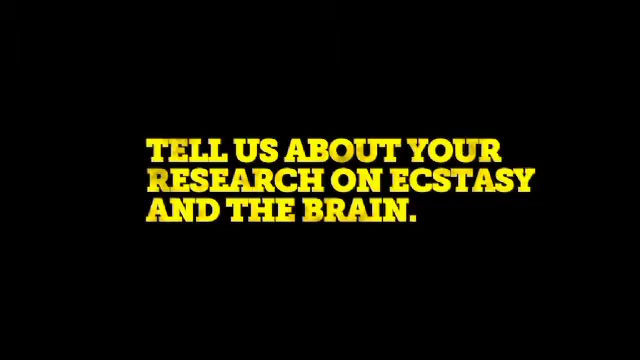 TELL US ABOUT YOUR
RESEARCH ON ECSTASY
AND THE BRAIN.